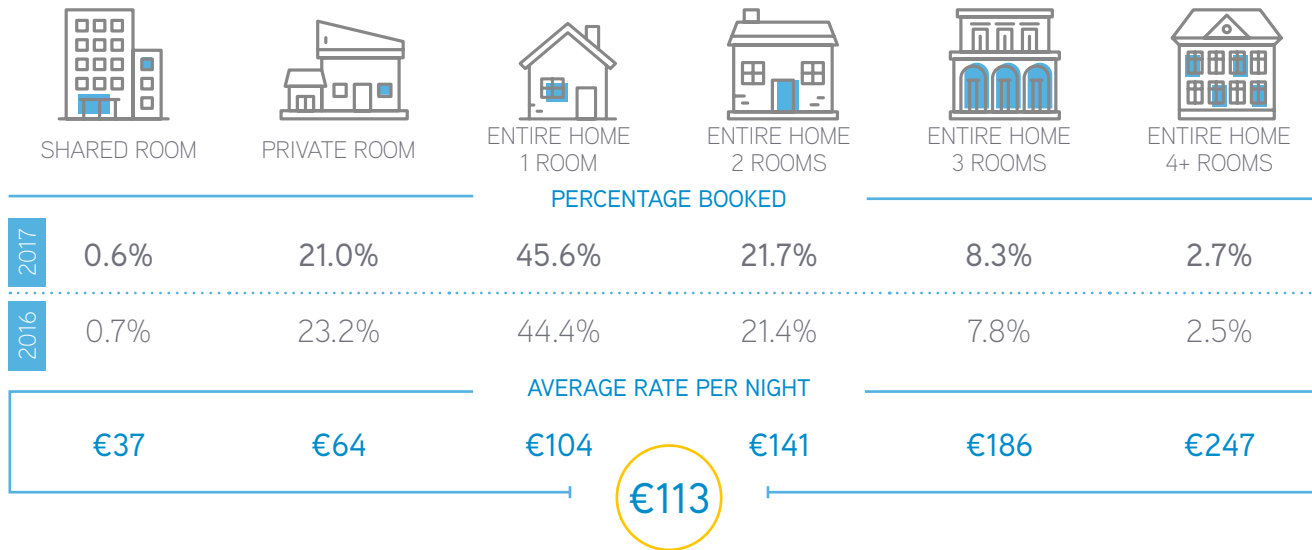 SHARED ROOM
PRIVATE ROOM
ENTIRE HOME
1 ROOM
ENTIRE HOME
2 ROOMS
ENTIRE HOME
3 ROOMS
ENTIRE HOME
4+ ROOMS
PERCENTAGE BOOKED
2017 0.6% 21.0% 45.6% 21.7% 8.3% 2.7%
2016 0.7% 23.2% 44.4% 21.4% 7.8% 2.5%
AVERAGE RATE PER NIGHT
€37 €64 €104 €141 €186 €247
€113